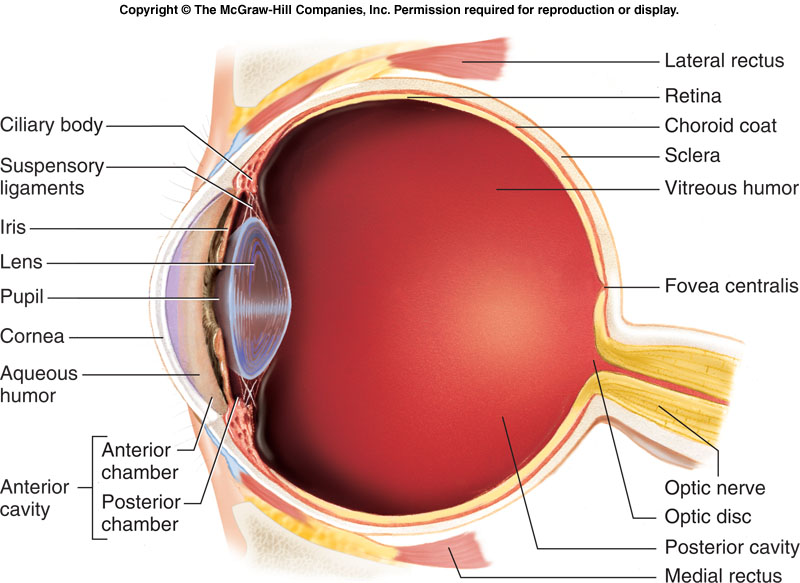 Copyright © The McGraw-Hill Companies, Inc. Permission required for reproduction or display.
Ciliary body
Suspensory
ligaments
Iris
Lens
Pupil
Cornea
Aqueous
humor
Anterior
cavity
Anterior
chamber
Posterior
chamber
Lateral rectus
Retina
Choroid coat
Sclera
Vitreous humor
Fovea centralis
Optic nerve
Optic disc
Posterior cavity
Medial rectus